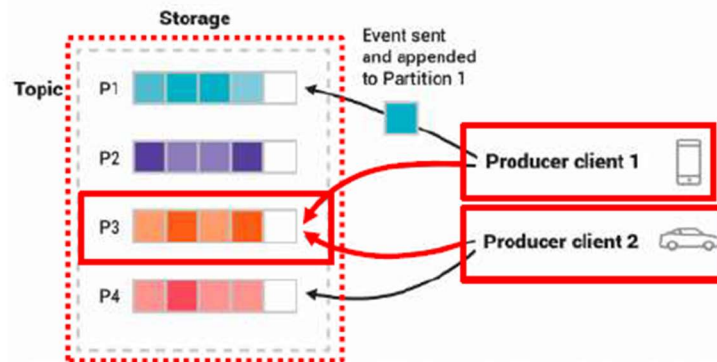 Storage
Event sent
and appended
to Partition 1
Topic
P1
P2
Producer client 1
P3
Producer client 2
P4